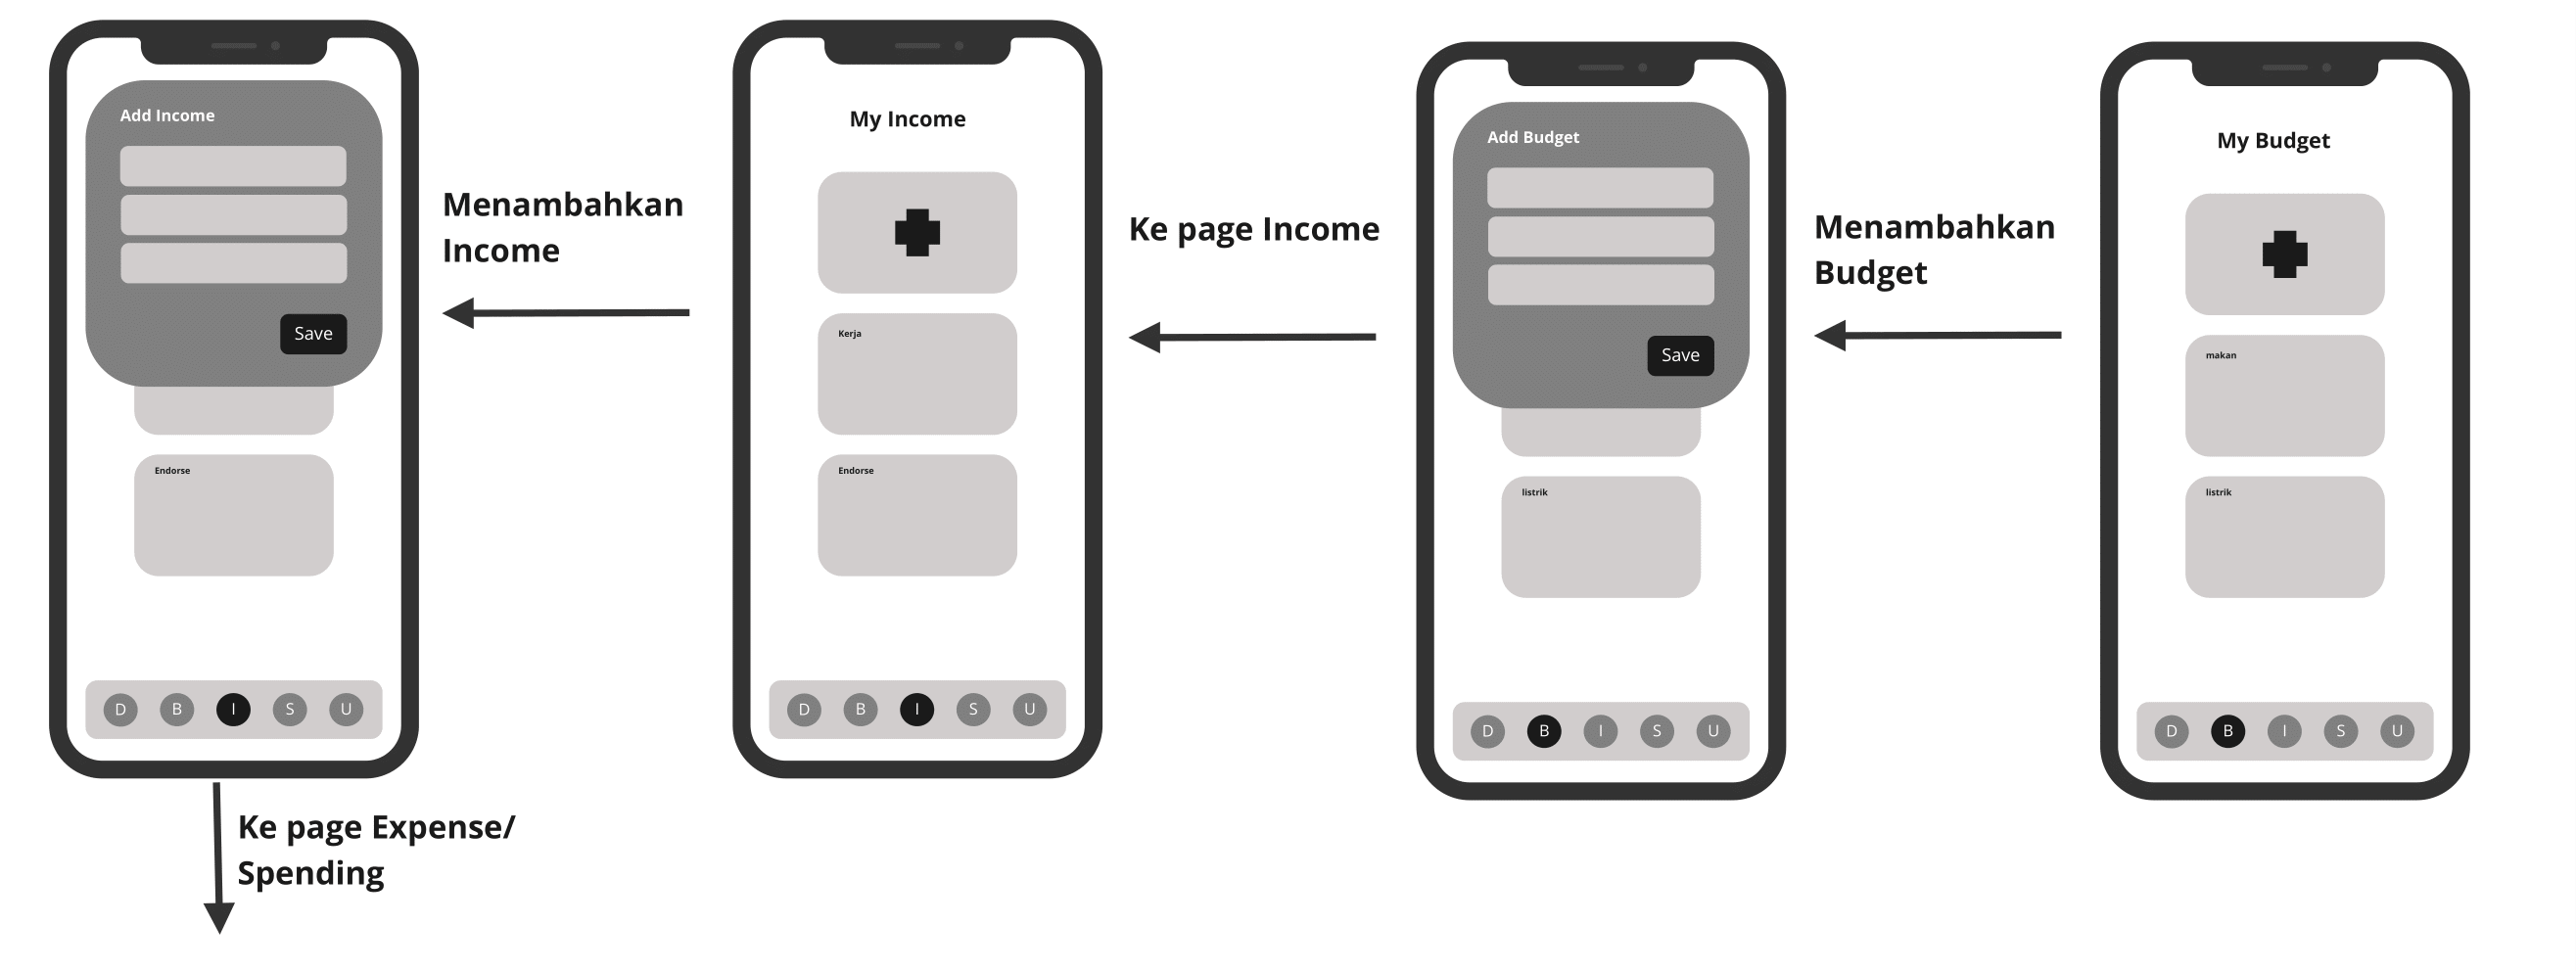 Add Income
Save
Endorse
D B I S U
Ke page Expense/
Spending
Menambahkan
Income
My Income
Kerja
Endorse
D B I S U
Ke page Income
Add Budget
Save
listrik
D B I S U
Menambahkan
Budget
My Budget
makan
listrik
D B I S U